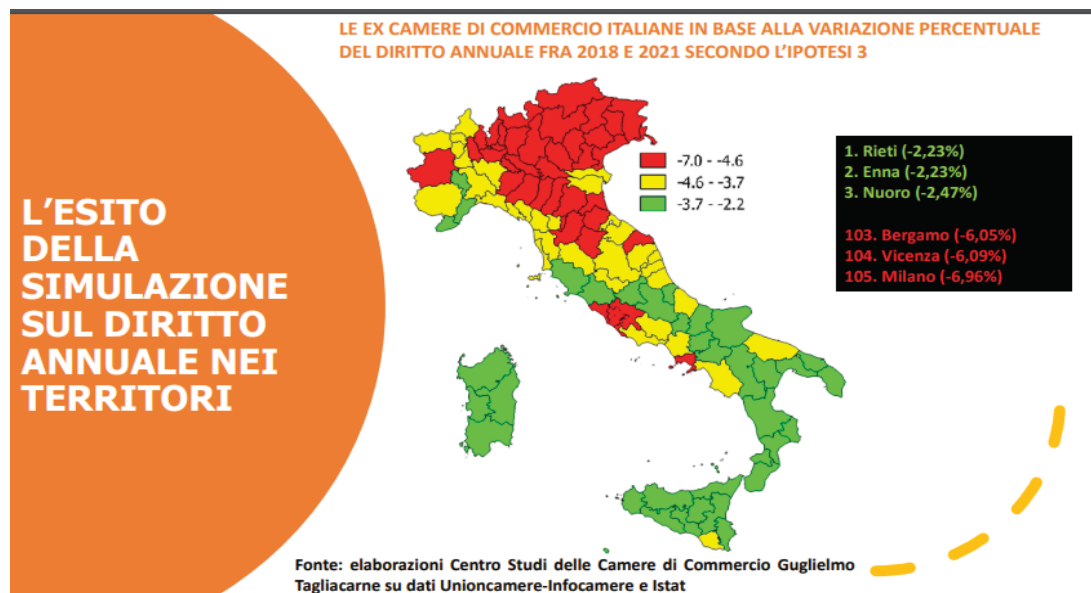 LE EX CAMERE DI COMMERCIO ITALIANE IN BASE ALLA VARIAZIONE PERCENTUALE
DEL DIRITTO ANNUALE FRA 2018 E 2021 SECONDO L'IPOTESI 3
L'ESITO
DELLA
SIMULAZIONE
SUL DIRITTO
ANNUALE NEI
TERRITORI
-7.0 - -4.6
-4.6 - -3.7
-3.7 - -2.2
1. Rieti (-2,23%)
2. Enna (-2,23%)
3. Nuoro (-2,47%)
103. Bergamo (-6,05%)
104. Vicenza (-6,09%)
105. Milano (-6,96%)
Fonte: elaborazioni Centro Studi delle Camere di Commercio Guglielmo
Tagliacarne su dati Unioncamere-Infocamere e Istat